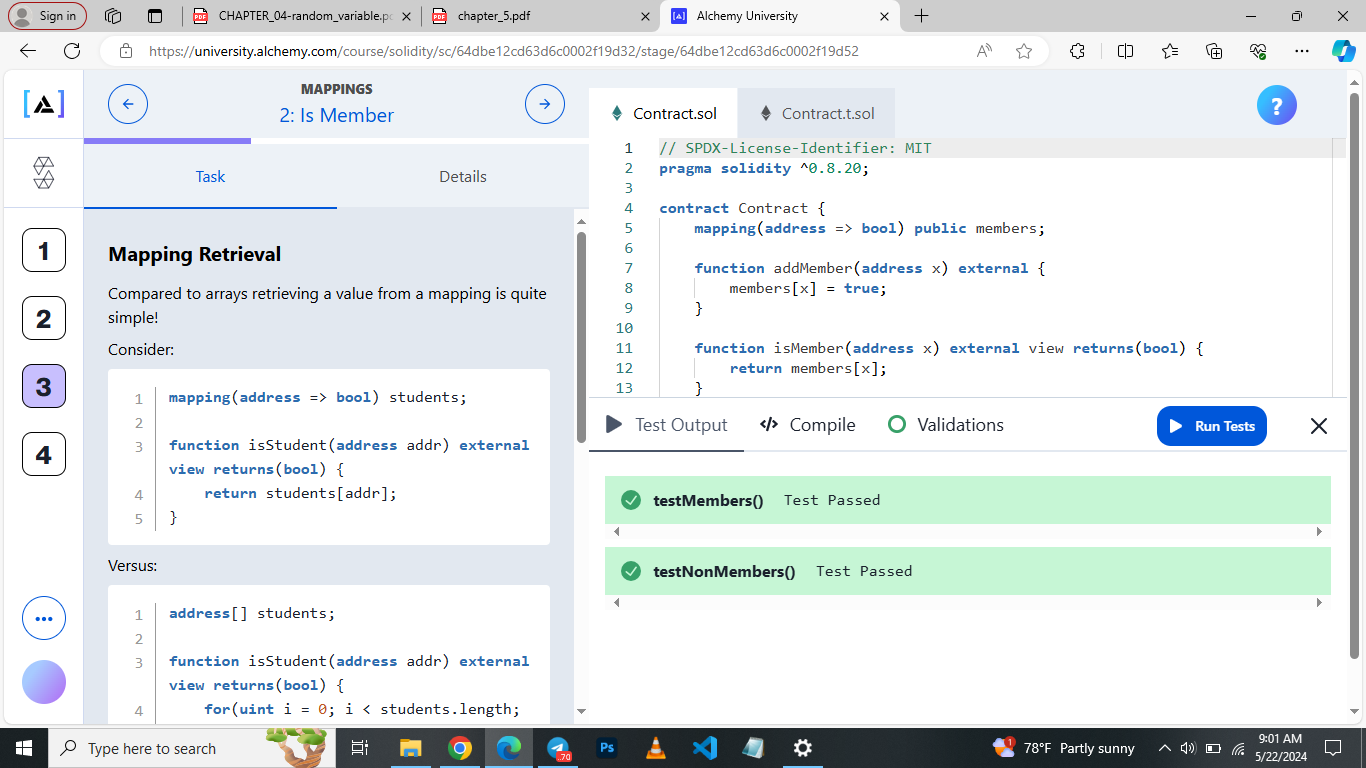 Sign in
CHAPTER_04-random_variable.pd
chapter_5.pdf
Alchemy University
https://university.alchemy.com/course/solidity/sc/64dbe12cd63d6c0002f19d32/stage/64dbe12cd63d6c0002f19d52
MAPPINGS
2: Is Member
Task
Details
1
2
3
4
Mapping Retrieval
Compared to arrays retrieving a value from a mapping is quite
simple!
Consider:
1 mapping(address => bool) students;
2
3 function isStudent(address addr) external
view returns(bool) {
4 return students[addr];
5 }
Versus:
1 address[] students;
2
3 function isStudent(address addr) external
view returns(bool) {
4 for(uint i = 0; i < students.length;
Contract.sol
Contract.t.sol
?
1 // SPDX-License-Identifier: MIT
2 pragma solidity ^0.8.20;
3
4 contract Contract {
5 mapping(address => bool) public members;
6
7 function addMember(address x) external {
8 members[x] = true;
9 }
10
11 function isMember(address x) external view returns(bool) {
12 return members[x];
13 }
Test Output
</> Compile
Validations
Run Tests
testMembers() Test Passed
testNonMembers() Test Passed
Type here to search
.70
Ps
1
78°F Partly sunny
9:01 AM
5/22/2024